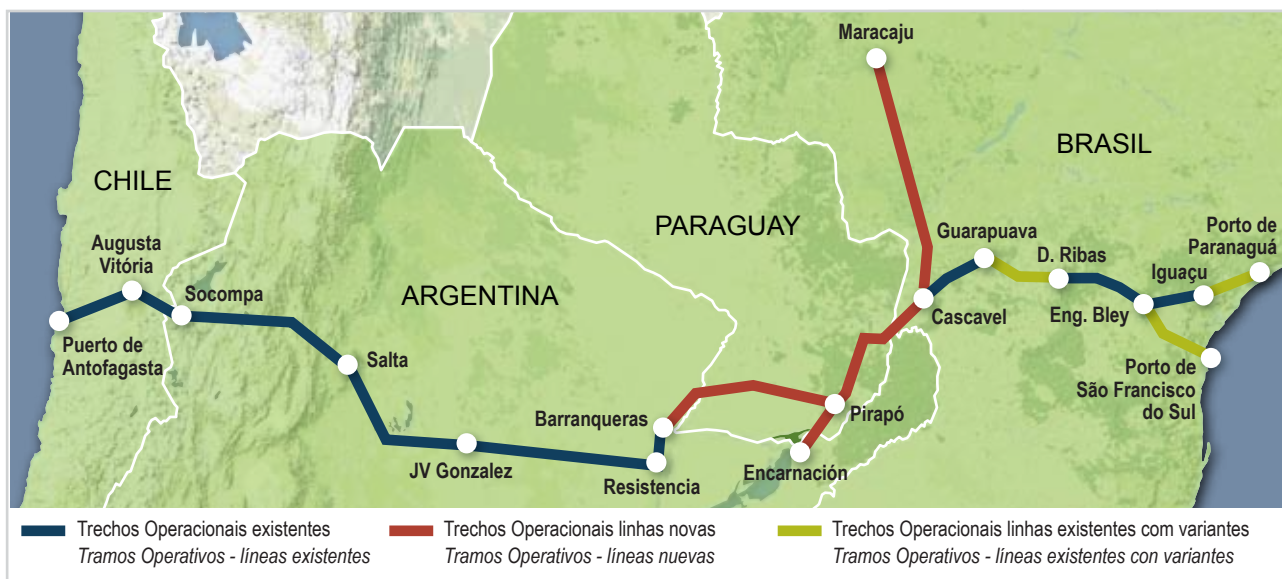 Maracaju
BRASIL
CHILE
PARAGUAY
Guarapuava
Porto de
Paranaguá
D. Ribas
Iguaçu
Augusta
Vitória
Socompa
ARGENTINA
Cascavel
Eng. Bley
Puerto de
Antofagasta
Salta
Porto de
São Francisco
do Sul
Barranqueras
Pirapó
JV Gonzalez
Resistencia
Encarnación
Trechos Operacionais existentes
Tramos Operativos - líneas existentes
Trechos Operacionais linhas novas
Tramos Operativos - líneas nuevas
Trechos Operacionais linhas existentes com variantes
Tramos Operativos - líneas existentes con variantes